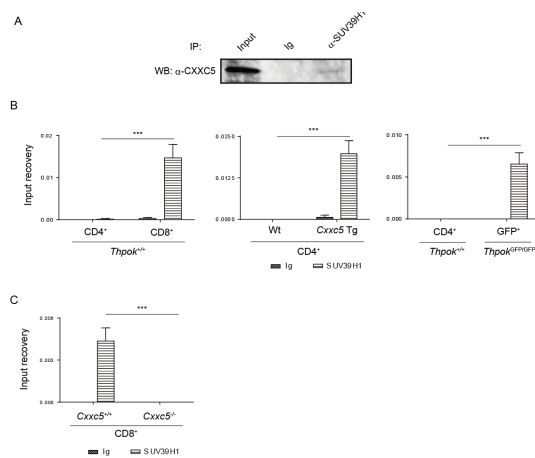 A
IP:
Input
Ig
α-SUV39H1
WB: α-CXXC5
B
Input recovery
0.02
0.01
0.00
***
CD4⁺
CD8⁺
Thpok⁺/⁺
0.0250
0.0125
0.0000
***
Wt
Cxxc5 Tg
CD4⁺
0.010
0.005
0.000
***
CD4⁺
GFP⁺
Thpok⁺/⁺
Thpokᴳꟳᴾ/ᴳꟳᴾ
Ig
SUV39H1
C
Input recovery
0.006
0.003
0.000
***
Cxxc5⁺/⁺
Cxxc5⁻/⁻
CD8⁺
Ig
SUV39H1